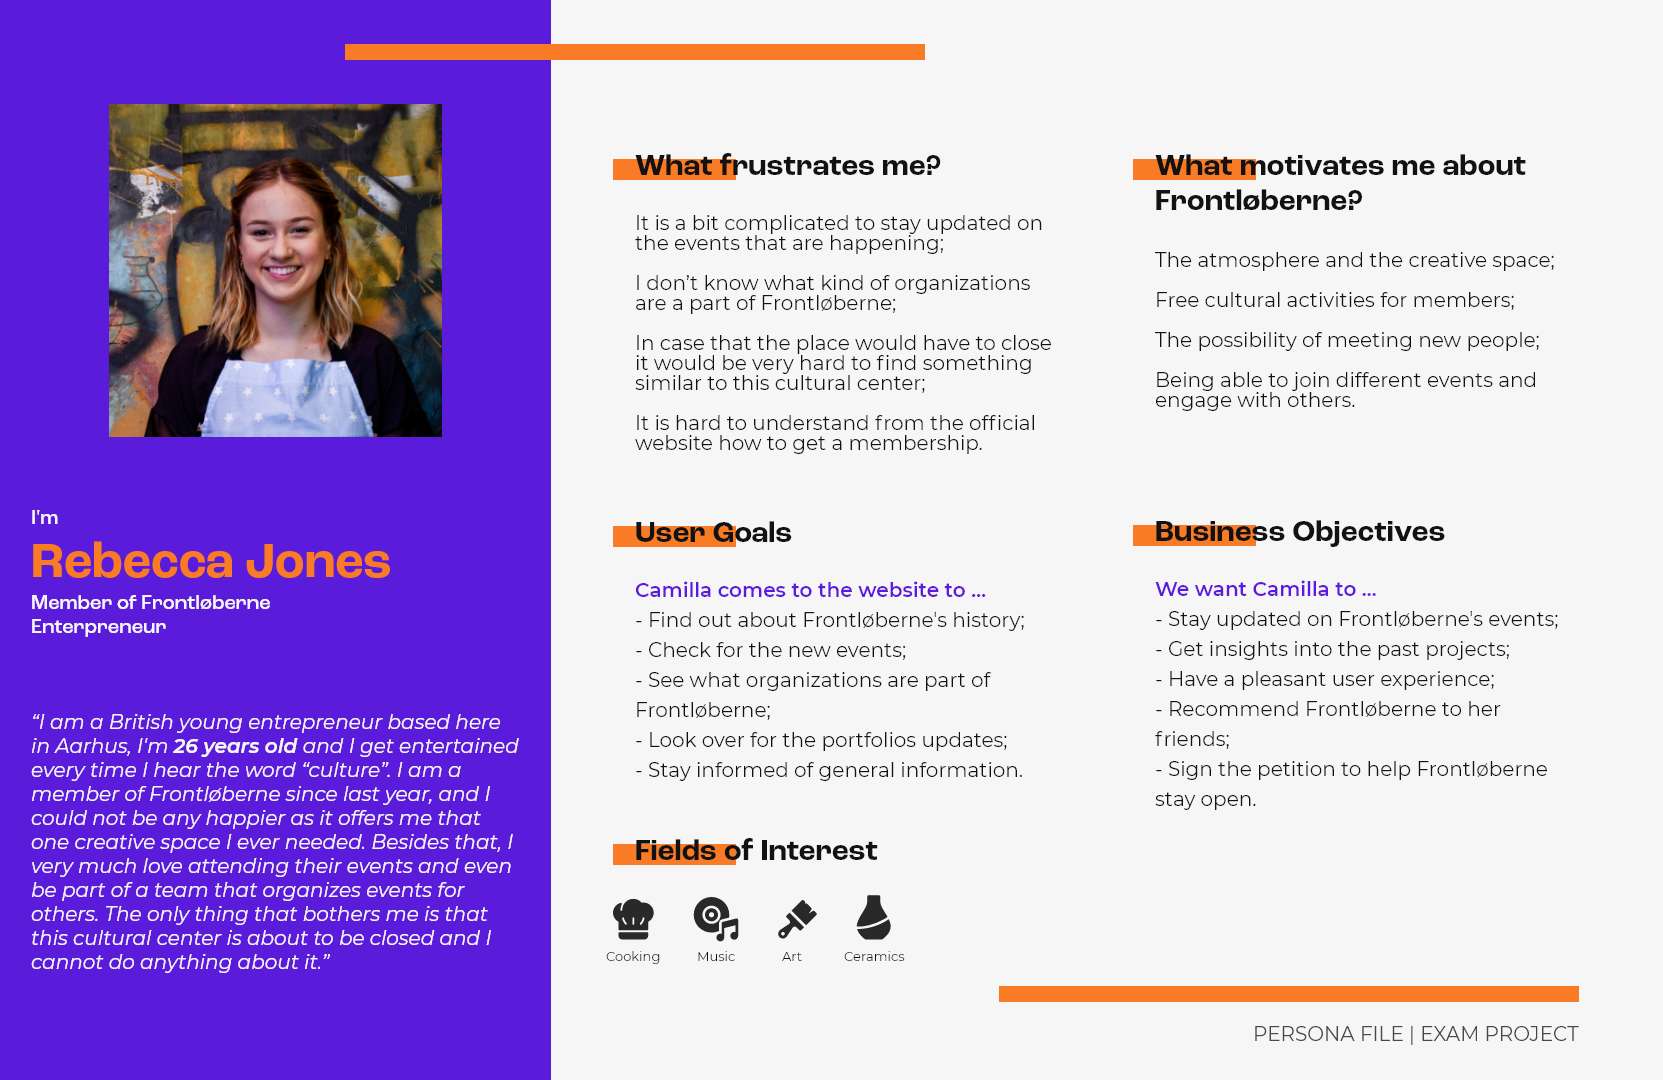 I'm
Rebecca Jones
Member of Frontløberne
Enterpreneur
“I am a British young entrepreneur based here
in Aarhus, I'm 26 years old and I get entertained
every time I hear the word “culture”. I am a
member of Frontløberne since last year, and I
could not be any happier as it offers me that
one creative space I ever needed. Besides that, I
very much love attending their events and even
be part of a team that organizes events for
others. The only thing that bothers me is that
this cultural center is about to be closed and I
cannot do anything about it.”
What frustrates me?
It is a bit complicated to stay updated on
the events that are happening;
I don’t know what kind of organizations
are a part of Frontløberne;
In case that the place would have to close
it would be very hard to find something
similar to this cultural center;
It is hard to understand from the official
website how to get a membership.
What motivates me about
Frontløberne?
The atmosphere and the creative space;
Free cultural activities for members;
The possibility of meeting new people;
Being able to join different events and
engage with others.
User Goals
Camilla comes to the website to ...
- Find out about Frontløberne's history;
- Check for the new events;
- See what organizations are part of
Frontløberne;
- Look over for the portfolios updates;
- Stay informed of general information.
Business Objectives
We want Camilla to ...
- Stay updated on Frontløberne's events;
- Get insights into the past projects;
- Have a pleasant user experience;
- Recommend Frontløberne to her
friends;
- Sign the petition to help Frontløberne
stay open.
Fields of Interest
Cooking
Music
Art
Ceramics
PERSONA FILE | EXAM PROJECT